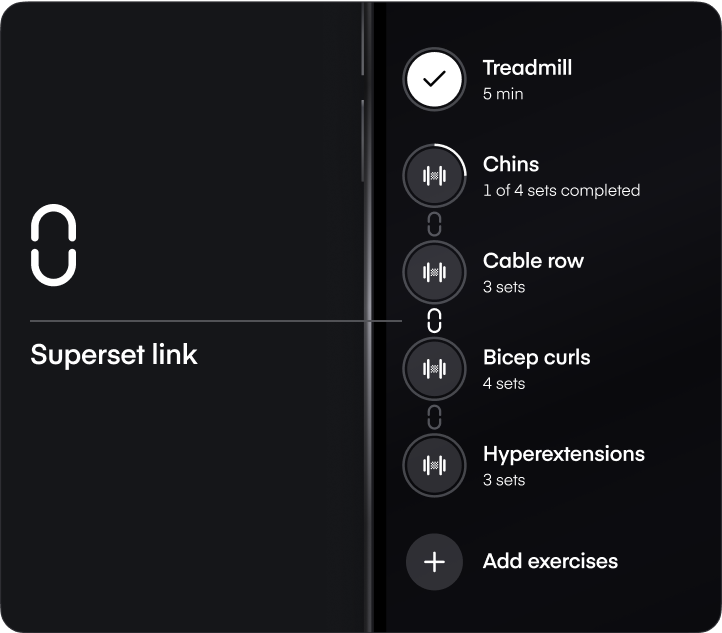 Superset link
Treadmill
5 min
Chins
1 of 4 sets completed
Cable row
3 sets
Bicep curls
4 sets
Hyperextensions
3 sets
Add exercises